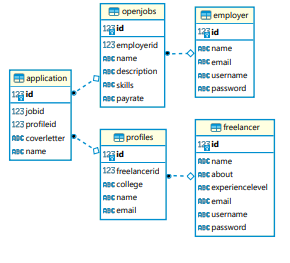 openjobs
123 id
123 employerid
ABC name
ABC description
ABC skills
ABC payrate
employer
123 id
ABC name
ABC email
ABC username
ABC password
application
123 id
123 jobid
123 profileid
ABC coverletter
ABC name
profiles
123 id
123 freelancerid
ABC college
ABC name
ABC email
freelancer
123 id
ABC name
ABC about
ABC experiencelevel
ABC email
ABC username
ABC password